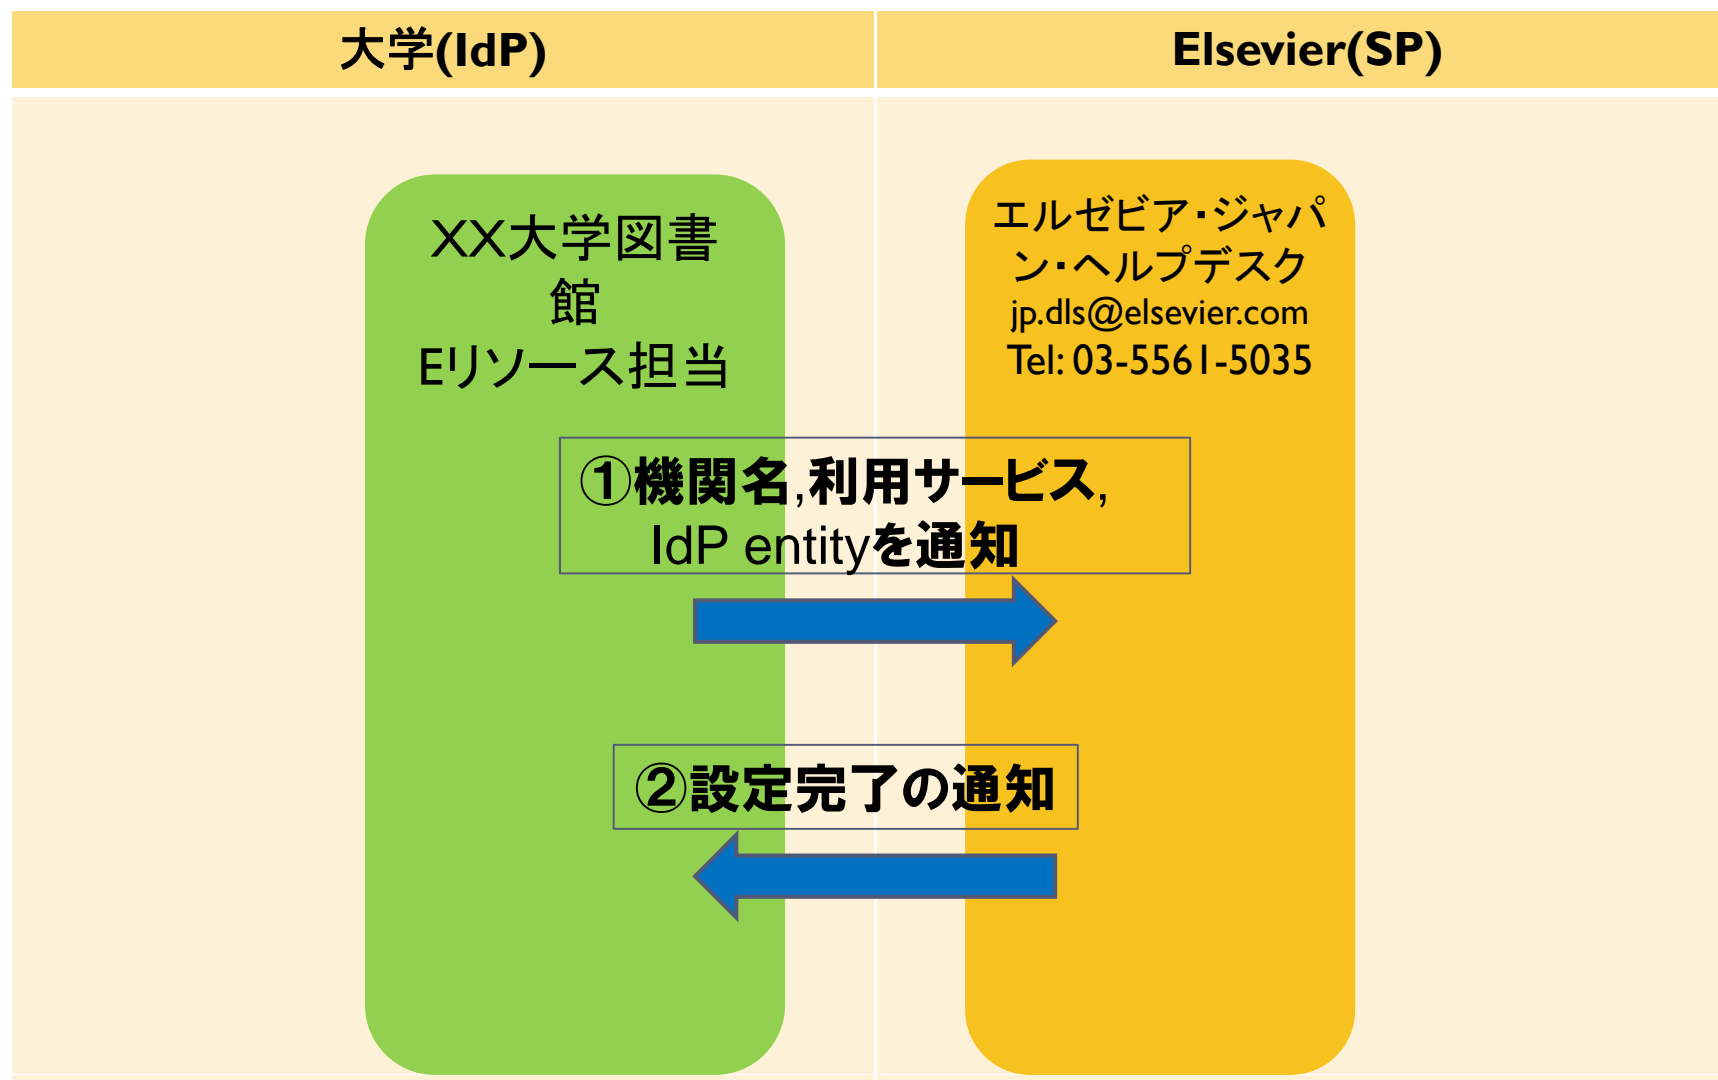 大学(IdP)
Elsevier(SP)
XX大学図書
館
Eリソース担当
エルゼビア・ジャパ
ン・ヘルプデスク
jp.dls@elsevier.com
Tel: 03-5561-5035
①機関名,利用サービス,
IdP entityを通知
②設定完了の通知